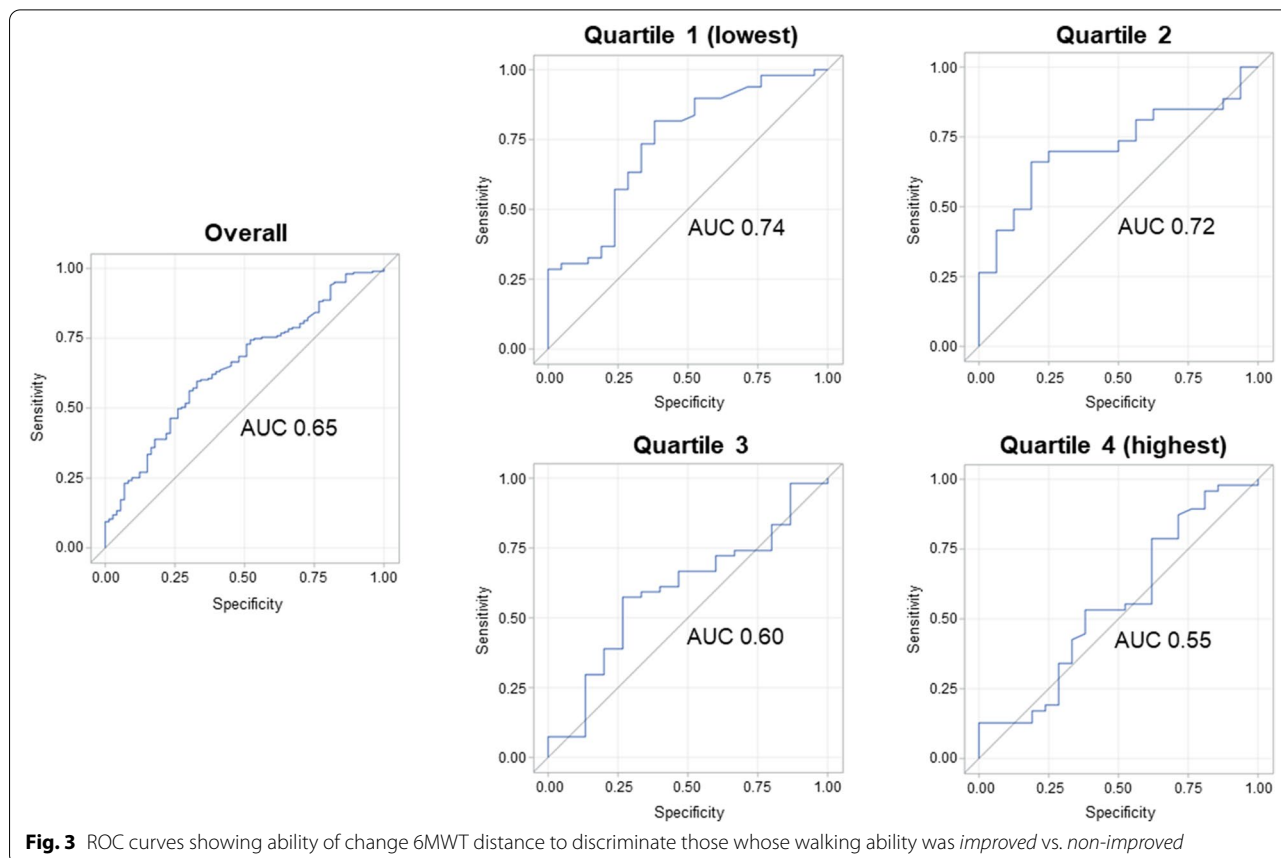 Overall
1.00
0.75
0.50
0.25
0.00
Sensitivity
AUC 0.65
0.00 0.25 0.50 0.75 1.00
Specificity
Quartile 1 (lowest)
1.00
0.75
0.50
0.25
0.00
Sensitivity
AUC 0.74
0.00 0.25 0.50 0.75 1.00
Specificity
Quartile 2
1.00
0.75
0.50
0.25
0.00
Sensitivity
AUC 0.72
0.00 0.25 0.50 0.75 1.00
Specificity
Quartile 3
1.00
0.75
0.50
0.25
0.00
Sensitivity
AUC 0.60
0.00 0.25 0.50 0.75 1.00
Specificity
Quartile 4 (highest)
1.00
0.75
0.50
0.25
0.00
Sensitivity
AUC 0.55
0.00 0.25 0.50 0.75 1.00
Specificity
Fig. 3 ROC curves showing ability of change 6MWT distance to discriminate those whose walking ability was improved vs. non-improved